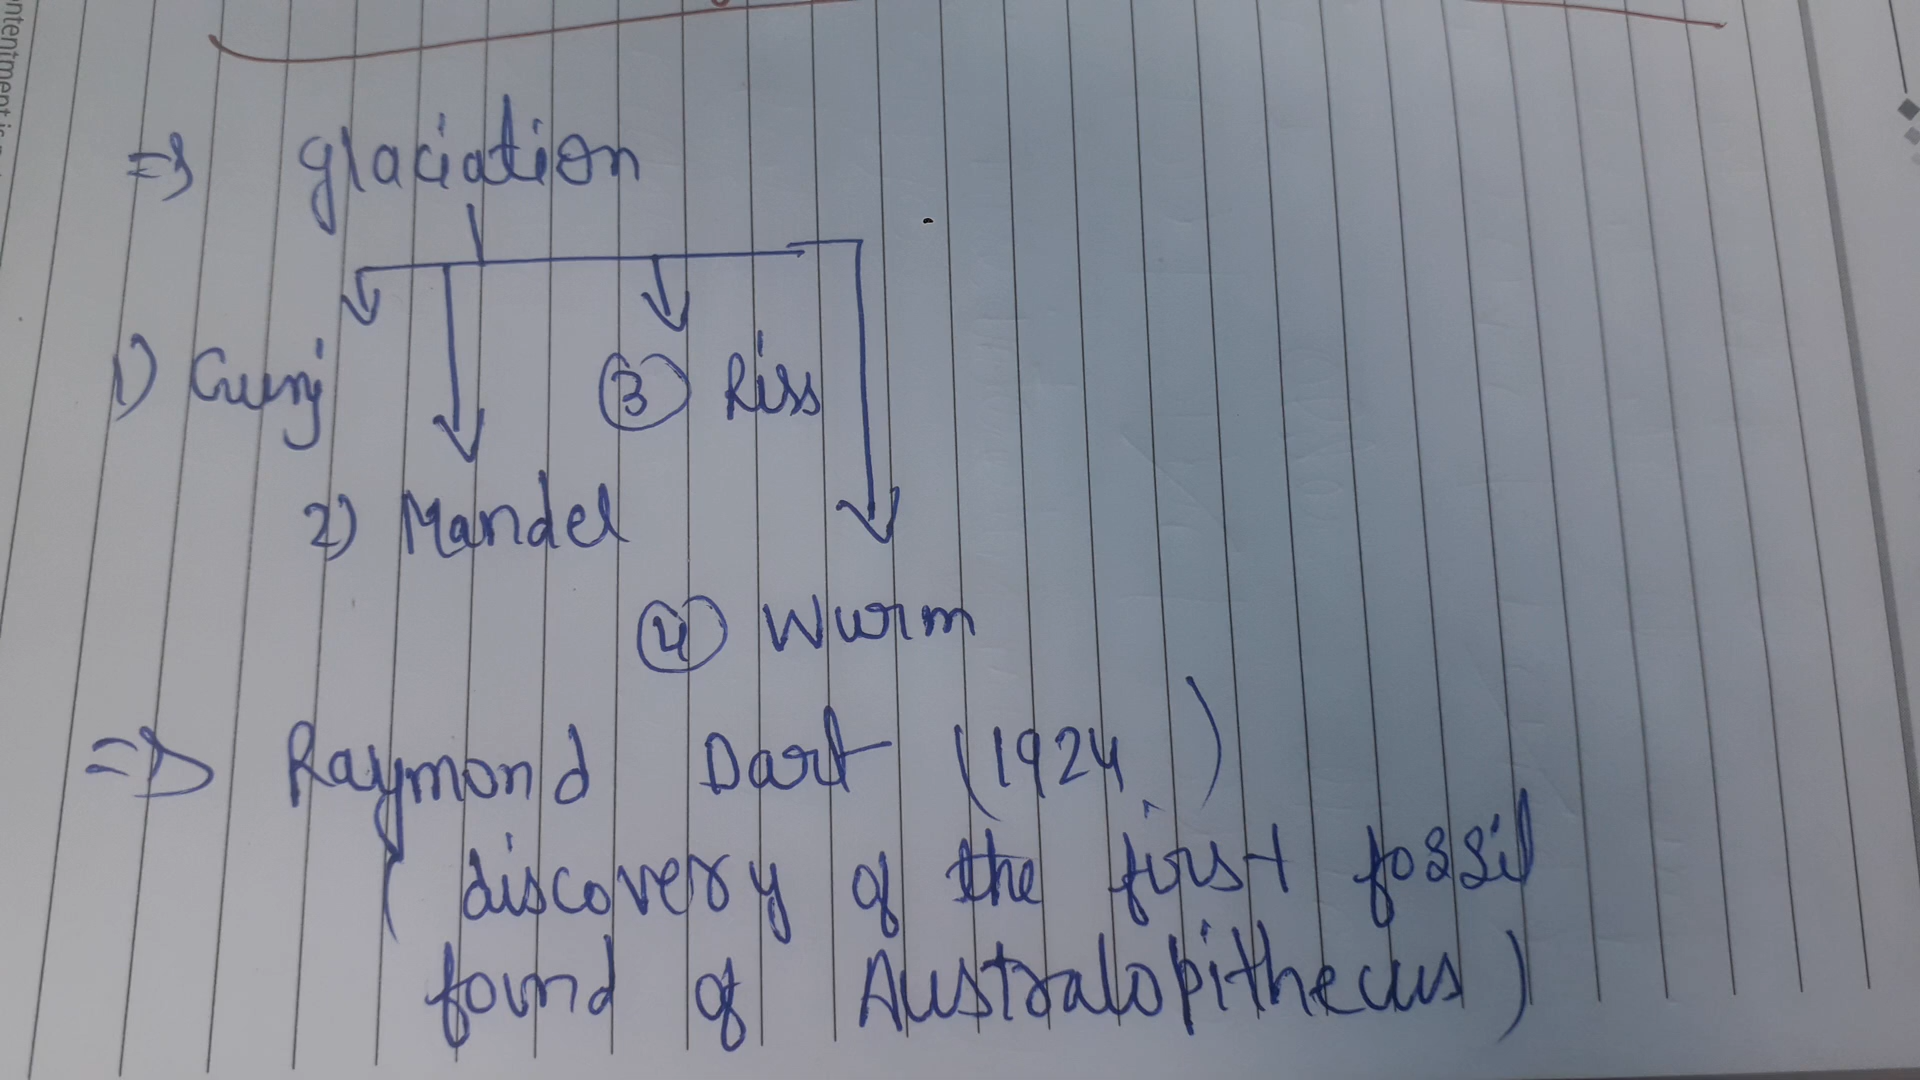 => glaciation
1) Gunj
③ Riss
2) Mandel
④ Wurm
=> Raymond Dart (1924)
( discovery of the first fossil
found of Australopithecus)